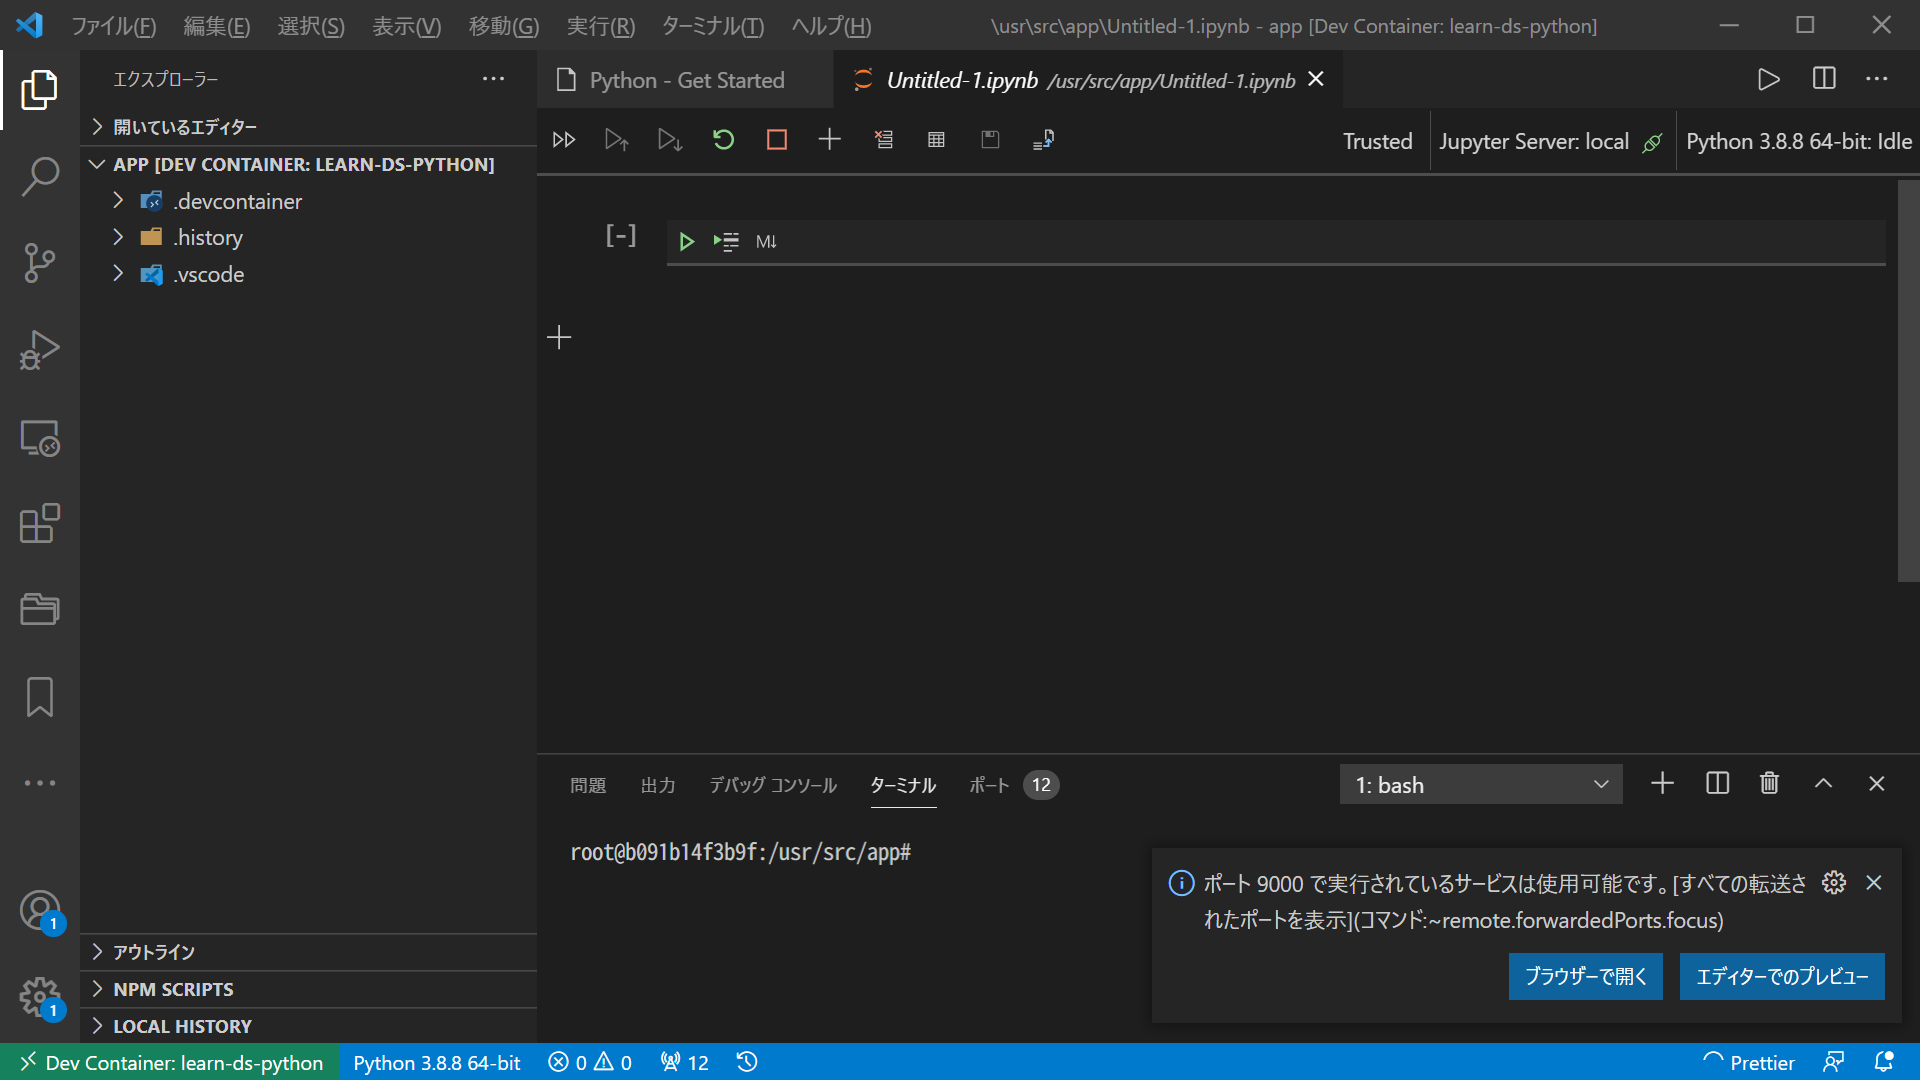 ファイル(F) 編集(E) 選択(S) 表示(V) 移動(G) 実行(R) ターミナル(T) ヘルプ(H) \usr\src\app\Untitled-1.ipynb - app [Dev Container: learn-ds-python]
エクスプローラー
開いているエディター
APP [DEV CONTAINER: LEARN-DS-PYTHON]
.devcontainer
.history
.vscode
アウトライン
NPM SCRIPTS
LOCAL HISTORY
Python - Get Started
Untitled-1.ipynb /usr/src/app/Untitled-1.ipynb
Trusted Jupyter Server: local Python 3.8.8 64-bit: Idle
[-] M↓
問題 出力 デバッグ コンソール ターミナル ポート 12 1: bash
root@b091b14f3b9f:/usr/src/app#
ポート 9000 で実行されているサービスは使用可能です。[すべての転送さ
れたポートを表示](コマンド:~remote.forwardedPorts.focus)
ブラウザーで開く エディターでのプレビュー
1
1
Dev Container: learn-ds-python Python 3.8.8 64-bit 0 0 12 Prettier